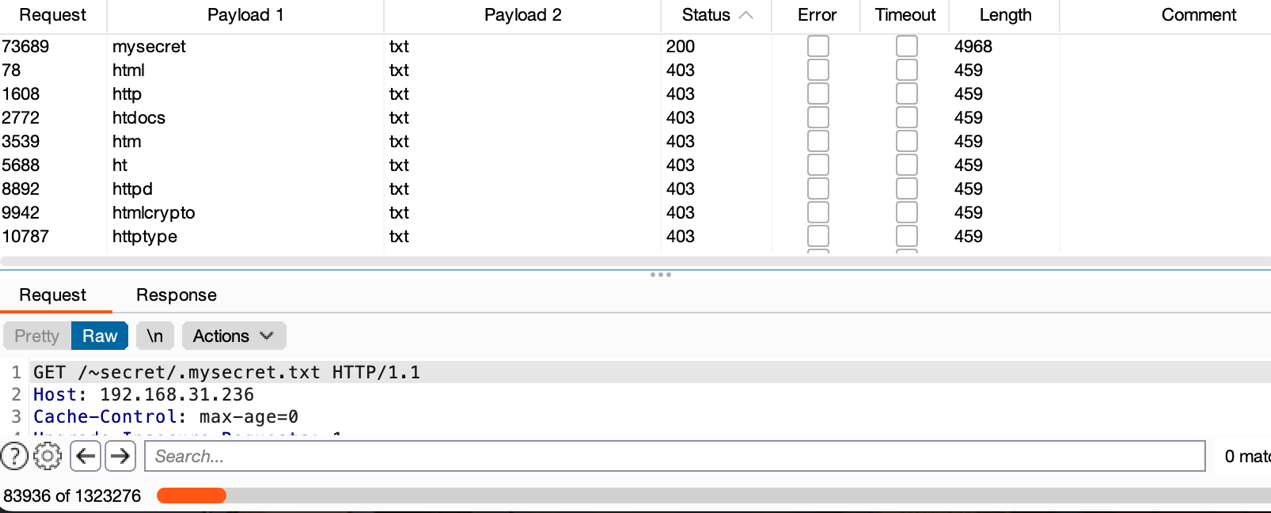 Request Payload 1 Payload 2 Status Error Timeout Length Comment
73689 mysecret txt 200 4968
78 html txt 403 459
1608 http txt 403 459
2772 htdocs txt 403 459
3539 htm txt 403 459
5688 ht txt 403 459
8892 httpd txt 403 459
9942 htmlcrypto txt 403 459
10787 httptype txt 403 459
Request Response
Pretty Raw \n Actions
1 GET /~secret/.mysecret.txt HTTP/1.1
2 Host: 192.168.31.236
3 Cache-Control: max-age=0
Search...
0 matc
83936 of 1323276